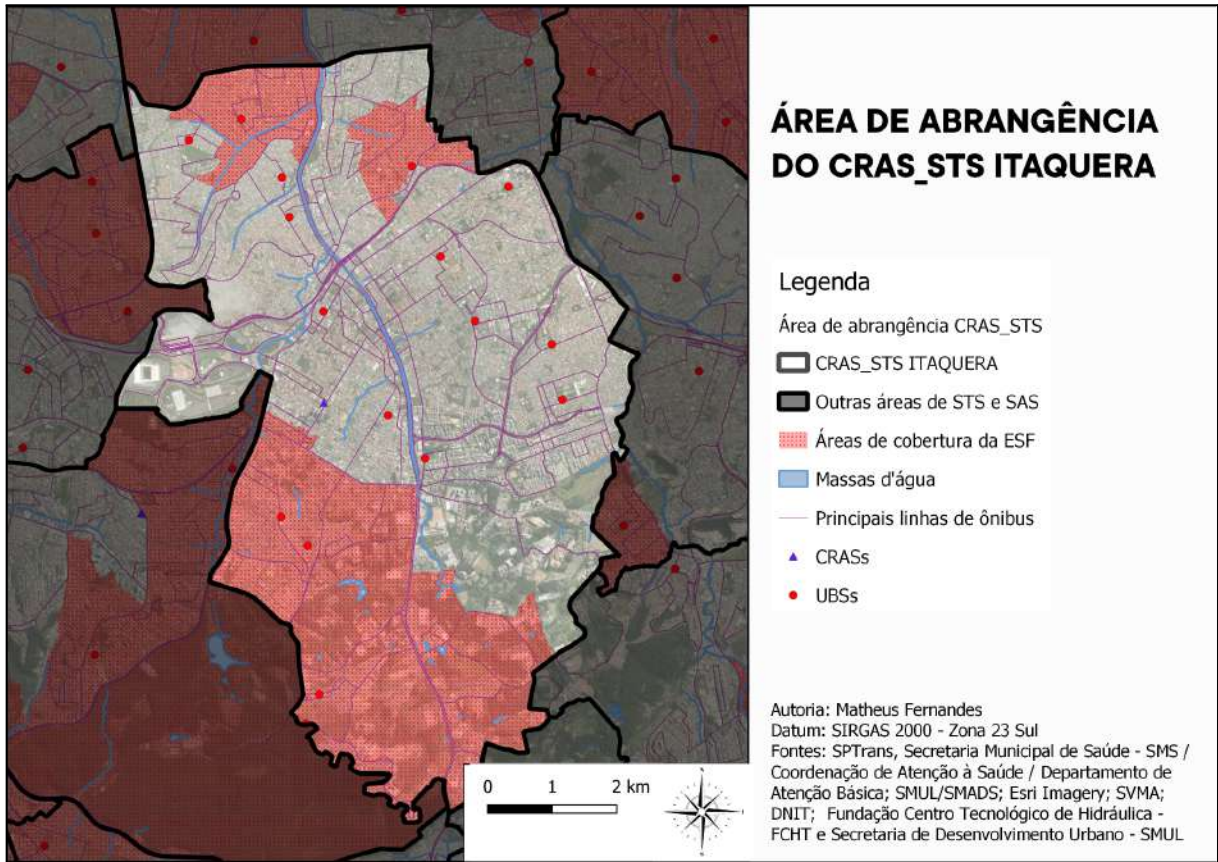 ÁREA DE ABRANGÊNCIA
DO CRAS_STS ITAQUERA
Legenda
Área de abrangência CRAS_STS
CRAS_STS ITAQUERA
Outras áreas de STS e SAS
Áreas de cobertura da ESF
Massas d'água
Principais linhas de ônibus
CRASs
UBSs
Autoria: Matheus Fernandes
Datum: SIRGAS 2000 - Zona 23 Sul
Fontes: SPTrans, Secretaria Municipal de Saúde - SMS /
Coordenação de Atenção à Saúde / Departamento de
Atenção Básica; SMUL/SMADS; Esri Imagery; SVMA;
DNIT; Fundação Centro Tecnológico de Hidráulica -
FCHT e Secretaria de Desenvolvimento Urbano - SMUL
0 1 2 km